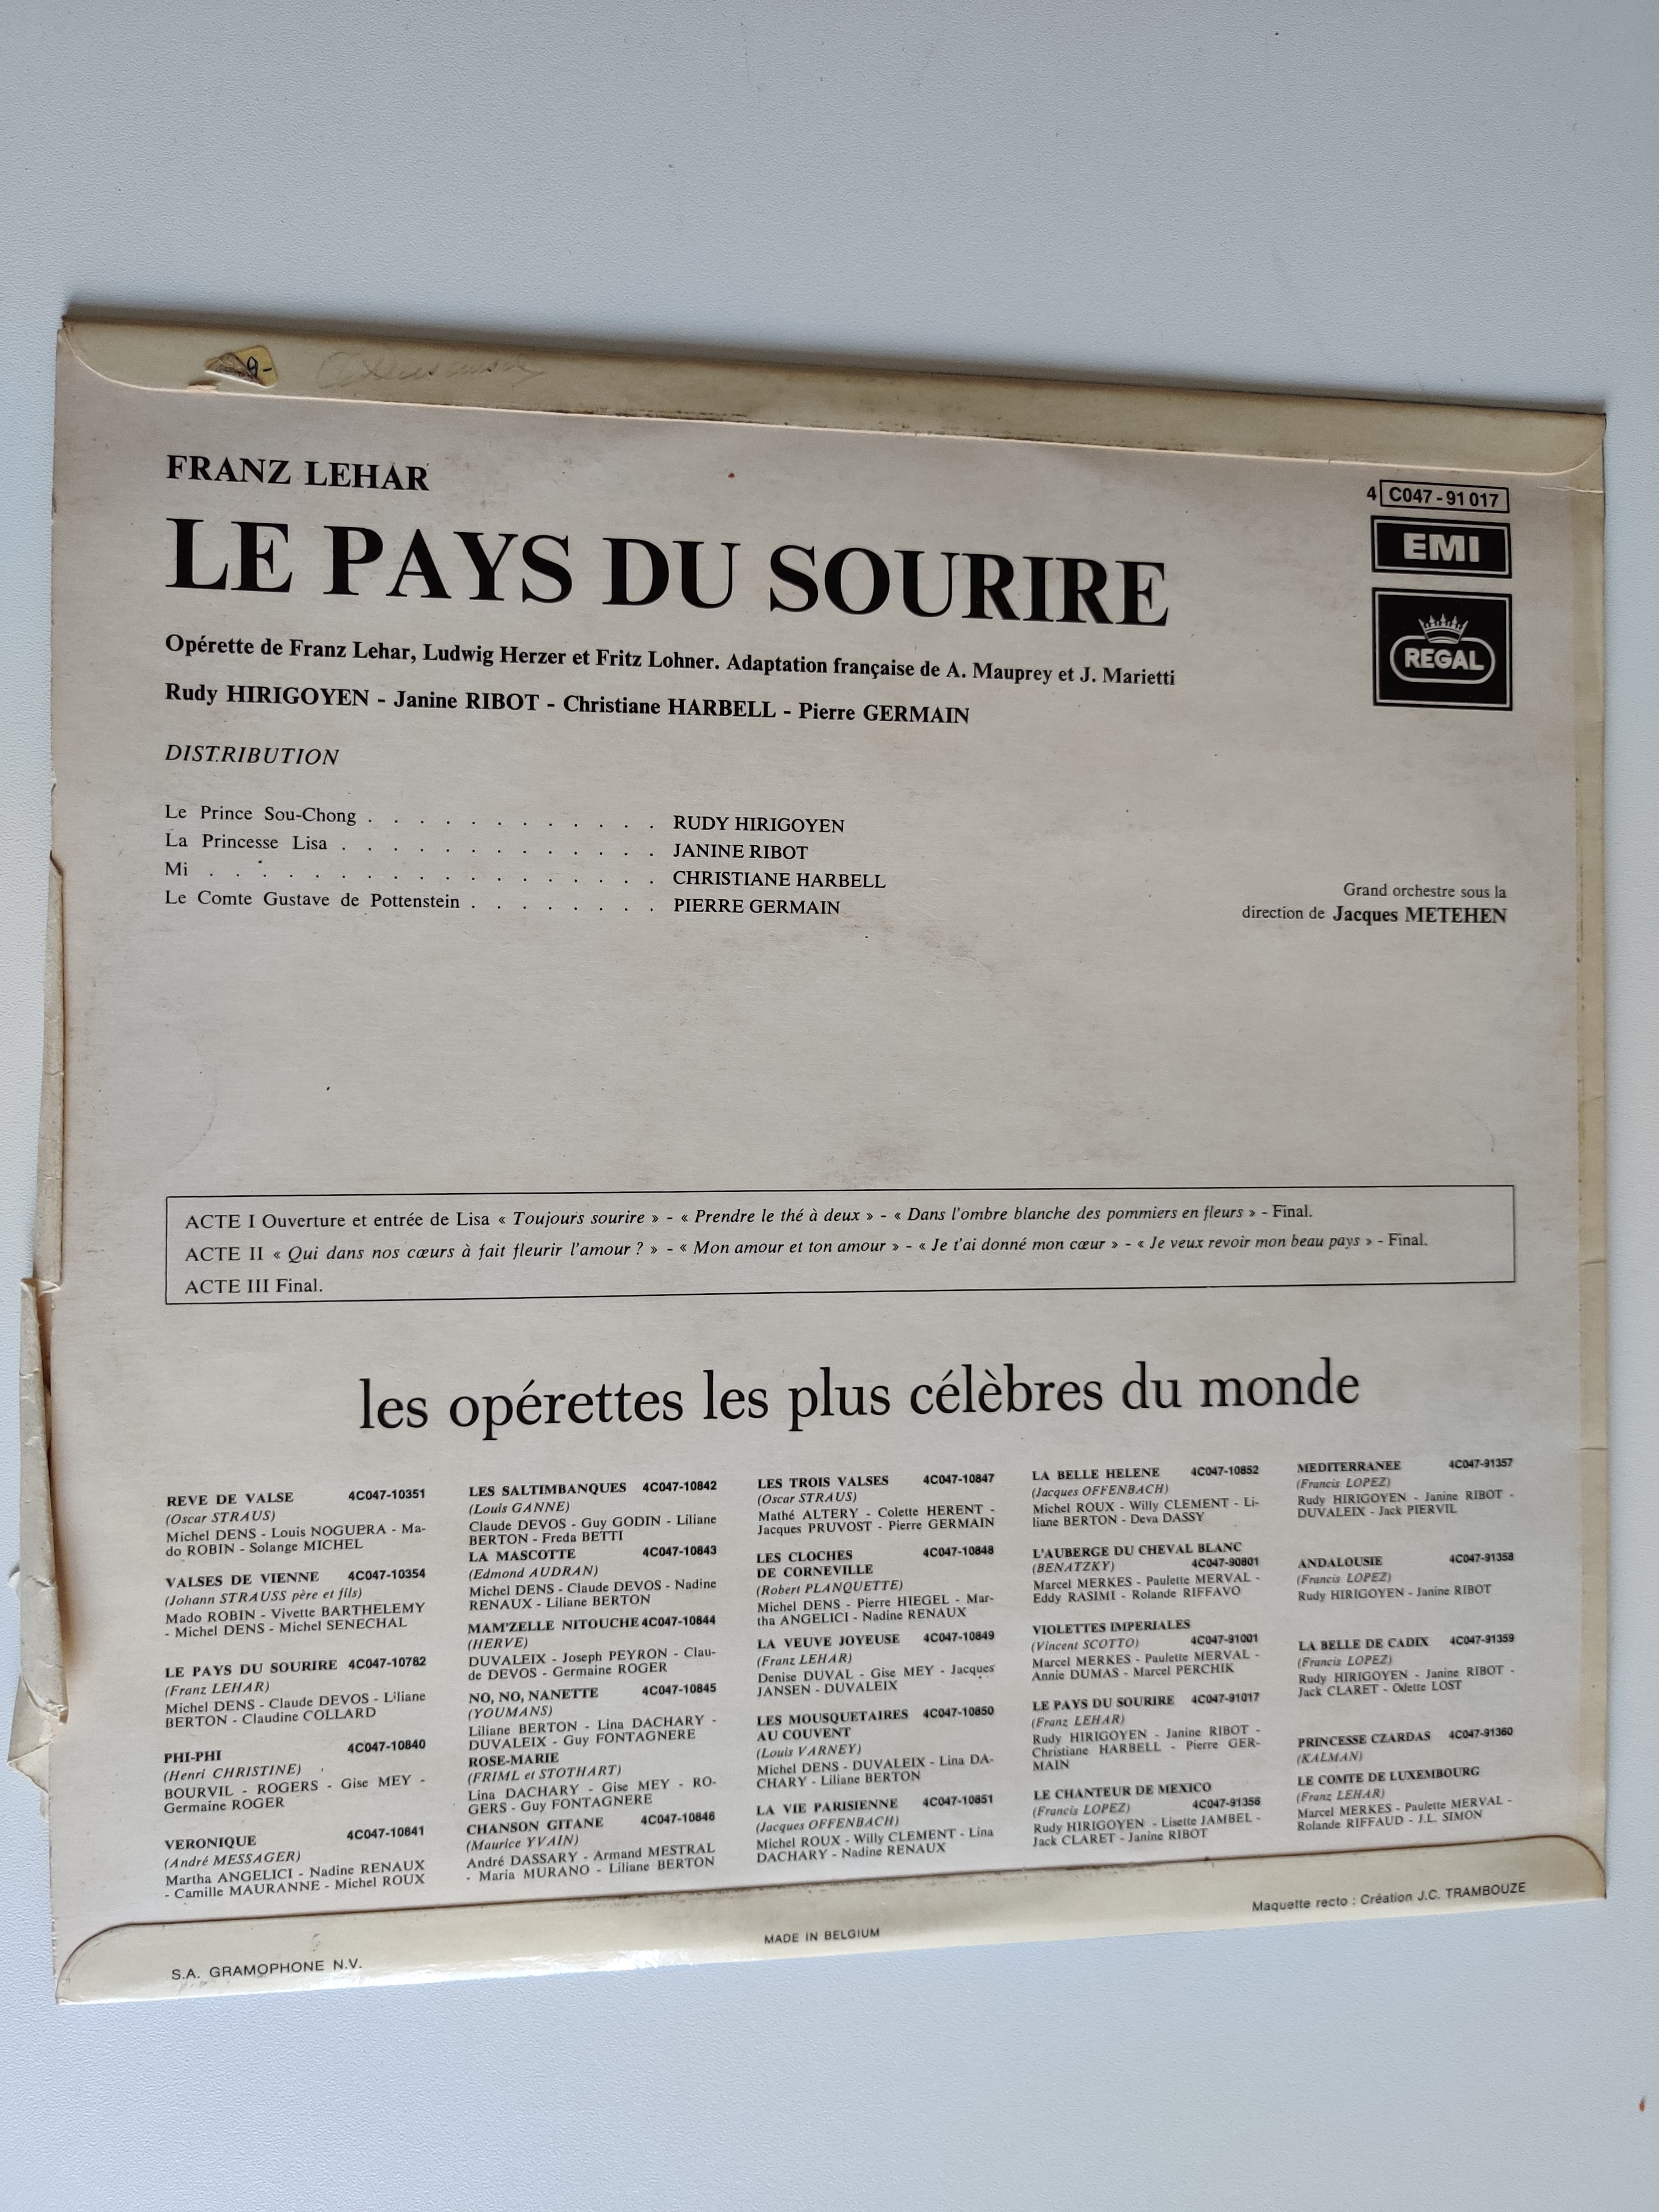 9-
FRANZ LEHAR
4 C047-91 017
EMI
REGAL
LE PAYS DU SOURIRE
Opérette de Franz Lehar, Ludwig Herzer et Fritz Lohner. Adaptation française de A. Mauprey et J. Marietti
Rudy HIRIGOYEN - Janine RIBOT - Christiane HARBELL - Pierre GERMAIN
DISTRIBUTION
Le Prince Sou-Chong . . . . . . . . . . . . RUDY HIRIGOYEN
La Princesse Lisa . . . . . . . . . . . . . JANINE RIBOT
Mi . . . . . . . . . . . . . . . . . . CHRISTIANE HARBELL
Le Comte Gustave de Pottenstein . . . . . . . . PIERRE GERMAIN
Grand orchestre sous la
direction de Jacques METEHEN
ACTE I Ouverture et entrée de Lisa « Toujours sourire » - « Prendre le thé à deux » - « Dans l'ombre blanche des pommiers en fleurs » - Final.
ACTE II « Qui dans nos cœurs à fait fleurir l'amour ? » - « Mon amour et ton amour » - « Je t'ai donné mon cœur » - « Je veux revoir mon beau pays » - Final.
ACTE III Final.
les opérettes les plus célèbres du monde
REVE DE VALSE 4C047-10351
(Oscar STRAUS)
Michel DENS - Louis NOGUERA - Ma-
do ROBIN - Solange MICHEL
VALSES DE VIENNE 4C047-10354
(Johann STRAUSS père et fils)
Mado ROBIN - Vivette BARTHELEMY
- Michel DENS - Michel SENECHAL
LE PAYS DU SOURIRE 4C047-10782
(Franz LEHAR)
Michel DENS - Claude DEVOS - Liliane
BERTON - Claudine COLLARD
PHI-PHI 4C047-10840
(Henri CHRISTINE)
BOURVIL - ROGERS - Gise MEY -
Germaine ROGER
VERONIQUE 4C047-10841
(André MESSAGER)
Martha ANGELICI - Nadine RENAUX
- Camille MAURANNE - Michel ROUX
LES SALTIMBANQUES 4C047-10842
(Louis GANNE)
Claude DEVOS - Guy GODIN - Liliane
BERTON - Freda BETTI
LA MASCOTTE 4C047-10843
(Edmond AUDRAN)
Michel DENS - Claude DEVOS - Nadine
RENAUX - Liliane BERTON
MAM'ZELLE NITOUCHE 4C047-10844
(HERVE)
DUVALEIX - Joseph PEYRON - Clau-
de DEVOS - Germaine ROGER
NO, NO, NANETTE 4C047-10845
(YOUMANS)
Liliane BERTON - Lina DACHARY -
DUVALEIX - Guy FONTAGNERE
ROSE-MARIE
(FRIML et STOTHART)
Lina DACHARY - Gise MEY - RO-
GERS - Guy FONTAGNERE
CHANSON GITANE 4C047-10846
(Maurice YVAIN)
André DASSARY - Armand MESTRAL
- Maria MURANO - Liliane BERTON
LES TROIS VALSES 4C047-10847
(Oscar STRAUS)
Mathé ALTERY - Colette HERENT -
Jacques PRUVOST - Pierre GERMAIN
LES CLOCHES 4C047-10848
DE CORNEVILLE
(Robert PLANQUETTE)
Michel DENS - Pierre HIEGEL - Mar-
tha ANGELICI - Nadine RENAUX
LA VEUVE JOYEUSE 4C047-10849
(Franz LEHAR)
Denise DUVAL - Gise MEY - Jacques
JANSEN - DUVALEIX
LES MOUSQUETAIRES 4C047-10850
AU COUVENT
(Louis VARNEY)
Michel DENS - DUVALEIX - Lina DA-
CHARY - Liliane BERTON
LA VIE PARISIENNE 4C047-10851
(Jacques OFFENBACH)
Michel ROUX - Willy CLEMENT - Lina
DACHARY - Nadine RENAUX
LA BELLE HELENE 4C047-10852
(Jacques OFFENBACH)
Michel ROUX - Willy CLEMENT - Li-
liane BERTON - Deva DASSY
L'AUBERGE DU CHEVAL BLANC
(BENATZKY) 4C047-90801
Marcel MERKES - Paulette MERVAL -
Eddy RASIMI - Rolande RIFFAVO
VIOLETTES IMPERIALES
(Vincent SCOTTO) 4C047-91001
Marcel MERKES - Paulette MERVAL -
Annie DUMAS - Marcel PERCHIK
LE PAYS DU SOURIRE 4C047-91017
(Franz LEHAR)
Rudy HIRIGOYEN - Janine RIBOT -
Christiane HARBELL - Pierre GER-
MAIN
LE CHANTEUR DE MEXICO
(Francis LOPEZ) 4C047-91356
Rudy HIRIGOYEN - Lisette JAMBEL -
Jack CLARET - Janine RIBOT
MEDITERRANEE 4C047-91357
(Francis LOPEZ)
Rudy HIRIGOYEN - Janine RIBOT -
DUVALEIX - Jack PIERVIL
ANDALOUSIE 4C047-91358
(Francis LOPEZ)
Rudy HIRIGOYEN - Janine RIBOT
LA BELLE DE CADIX 4C047-91359
(Francis LOPEZ)
Rudy HIRIGOYEN - Janine RIBOT -
Jack CLARET - Odette LOST
PRINCESSE CZARDAS 4C047-91360
(KALMAN)
LE COMTE DE LUXEMBOURG
(Franz LEHAR)
Marcel MERKES - Paulette MERVAL -
Rolande RIFFAUD - J.L. SIMON
S.A. GRAMOPHONE N.V.
MADE IN BELGIUM
Maquette recto : Création J.C. TRAMBOUZE